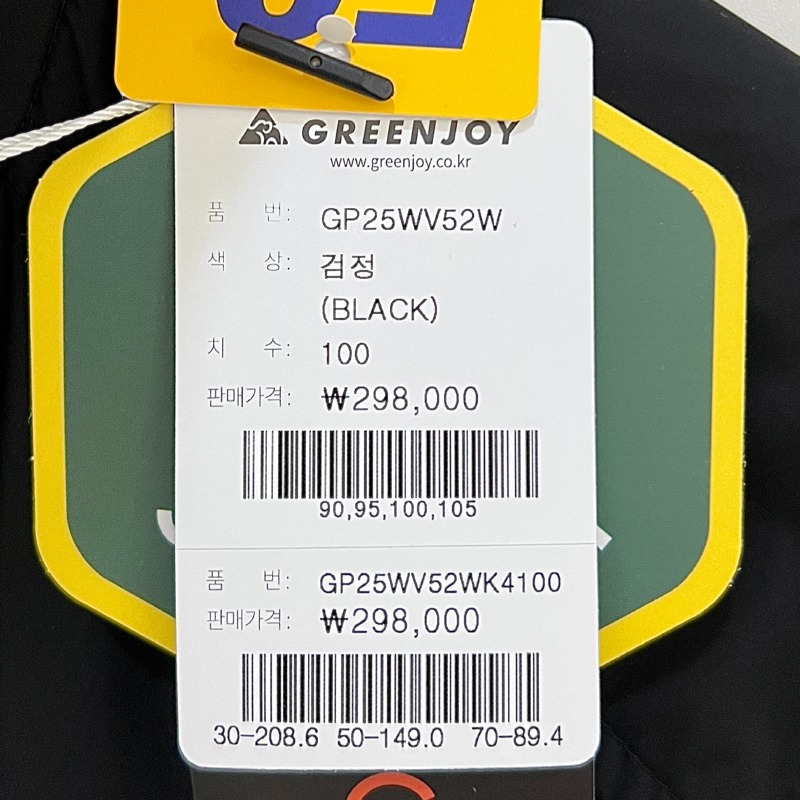 GREENJOY
www.greenjoy.co.kr
품 번: GP25WV52W
색 상: 검정
(BLACK)
치 수: 100
판매가격: ₩298,000
90,95,100,105
품 번: GP25WV52WK4100
판매가격: ₩298,000
30-208.6 50-149.0 70-89.4